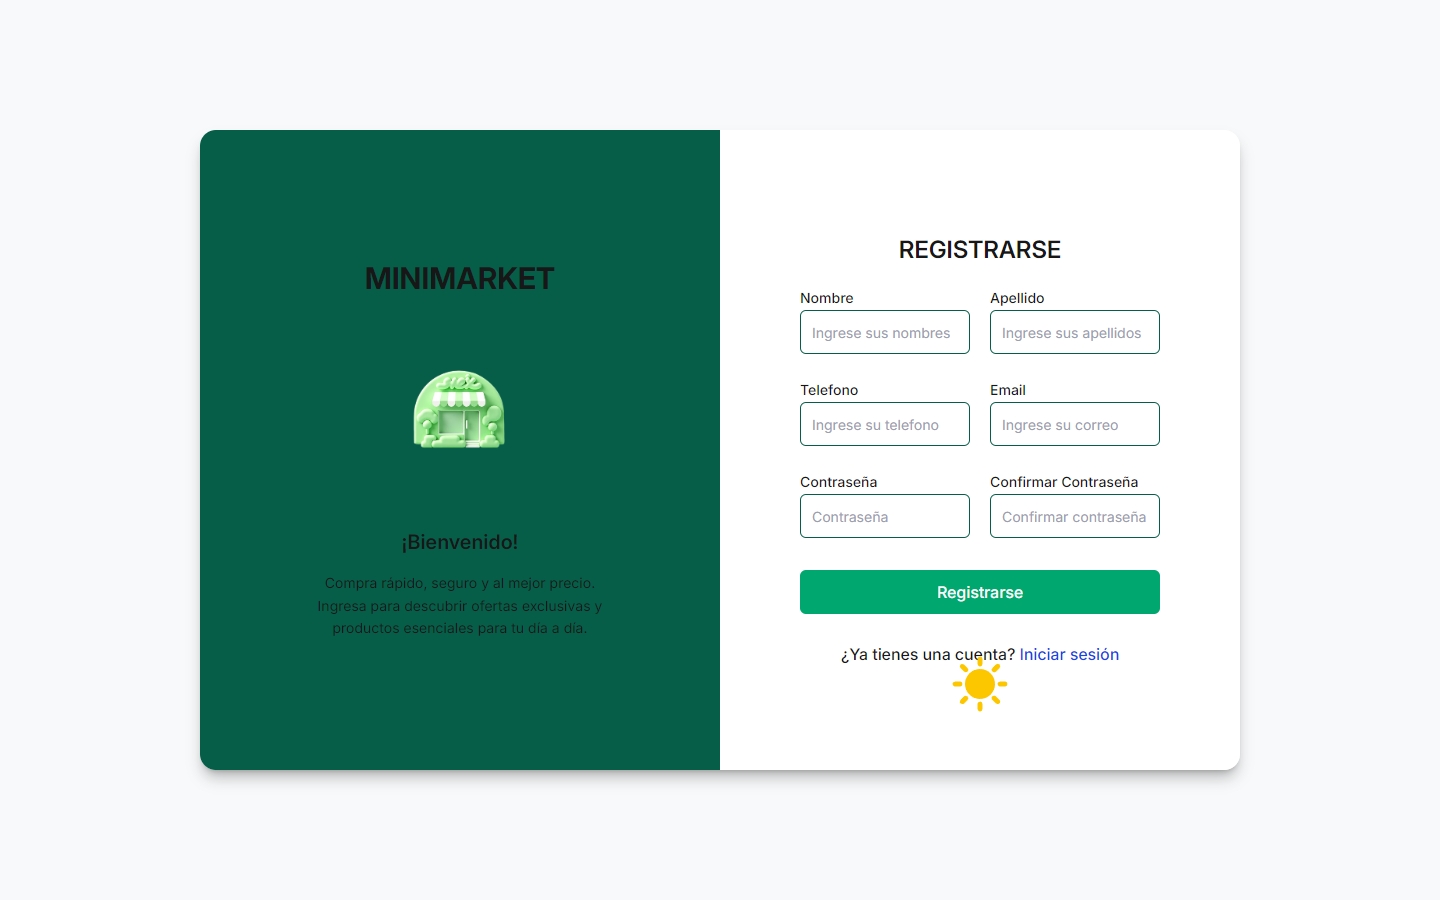 MINIMARKET
¡Bienvenido!
Compra rápido, seguro y al mejor precio.
Ingresa para descubrir ofertas exclusivas y
productos esenciales para tu día a día.
REGISTRARSE
Nombre
Apellido
Ingrese sus nombres
Ingrese sus apellidos
Telefono
Email
Ingrese su telefono
Ingrese su correo
Contraseña
Confirmar Contraseña
Contraseña
Confirmar contraseña
Registrarse
¿Ya tienes una cuenta? Iniciar sesión